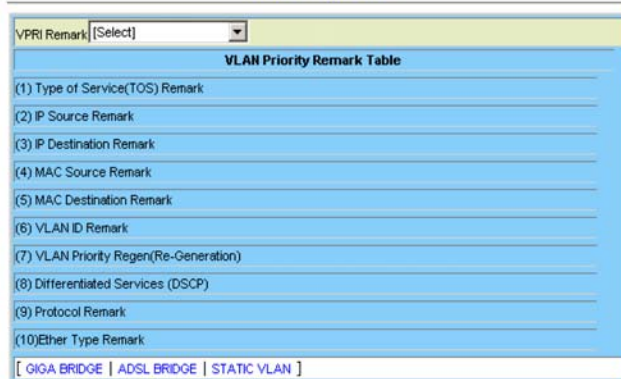 VPRI Remark [Select]
VLAN Priority Remark Table
(1) Type of Service(TOS) Remark
(2) IP Source Remark
(3) IP Destination Remark
(4) MAC Source Remark
(5) MAC Destination Remark
(6) VLAN ID Remark
(7) VLAN Priority Regen(Re-Generation)
(8) Differentiated Services (DSCP)
(9) Protocol Remark
(10)Ether Type Remark
[ GIGA BRIDGE | ADSL BRIDGE | STATIC VLAN ]